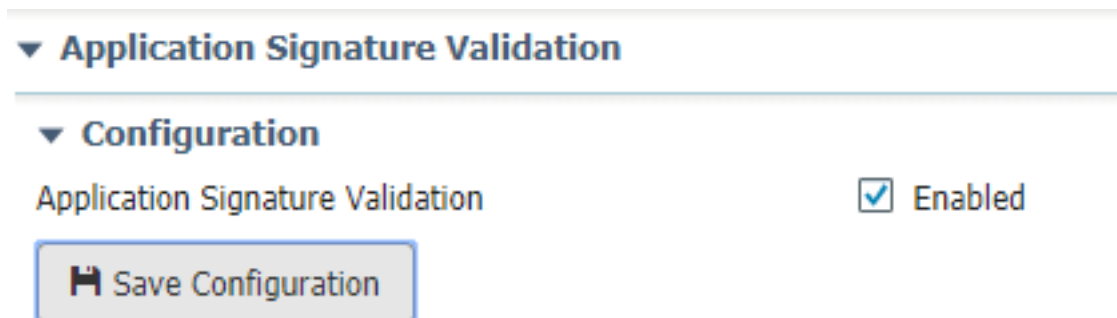 Application Signature Validation
Configuration
Application Signature Validation Enabled
Save Configuration